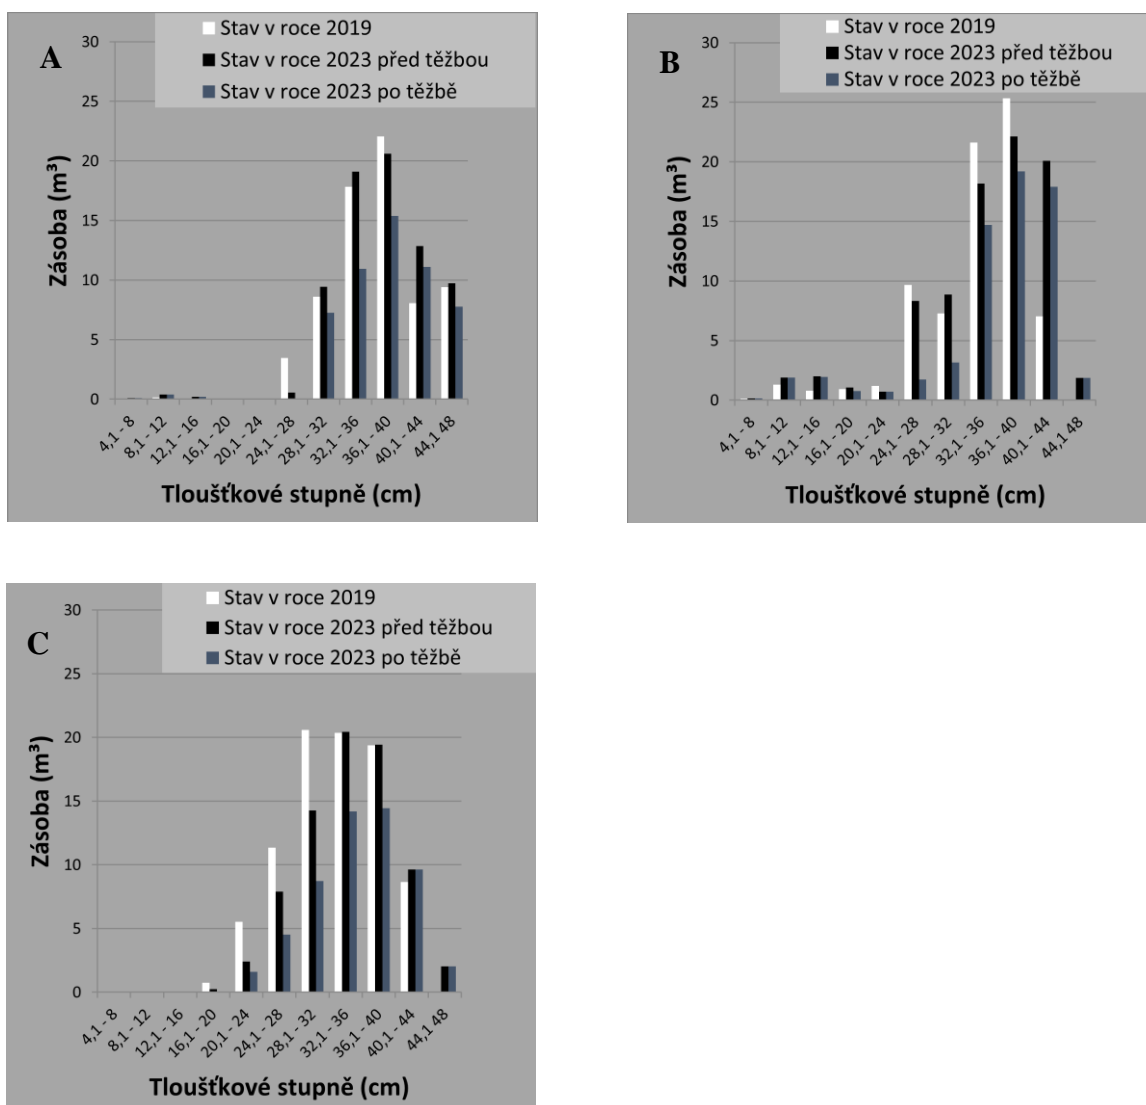 A
Stav v roce 2019
Stav v roce 2023 před těžbou
Stav v roce 2023 po těžbě
Zásoba (m³)
30
25
20
15
10
5
0
4,1 - 8
8,1 - 12
12,1 - 16
16,1 - 20
20,1 - 24
24,1 - 28
28,1 - 32
32,1 - 36
36,1 - 40
40,1 - 44
44,1 48
Tloušťkové stupně (cm)
B
Stav v roce 2019
Stav v roce 2023 před těžbou
Stav v roce 2023 po těžbě
Zásoba (m³)
30
25
20
15
10
5
0
4,1 - 8
8,1 - 12
12,1 - 16
16,1 - 20
20,1 - 24
24,1 - 28
28,1 - 32
32,1 - 36
36,1 - 40
40,1 - 44
44,1 48
Tloušťkové stupně (cm)
C
Stav v roce 2019
Stav v roce 2023 před těžbou
Stav v roce 2023 po těžbě
Zásoba (m³)
30
25
20
15
10
5
0
4,1 - 8
8,1 - 12
12,1 - 16
16,1 - 20
20,1 - 24
24,1 - 28
28,1 - 32
32,1 - 36
36,1 - 40
40,1 - 44
44,1 48
Tloušťkové stupně (cm)